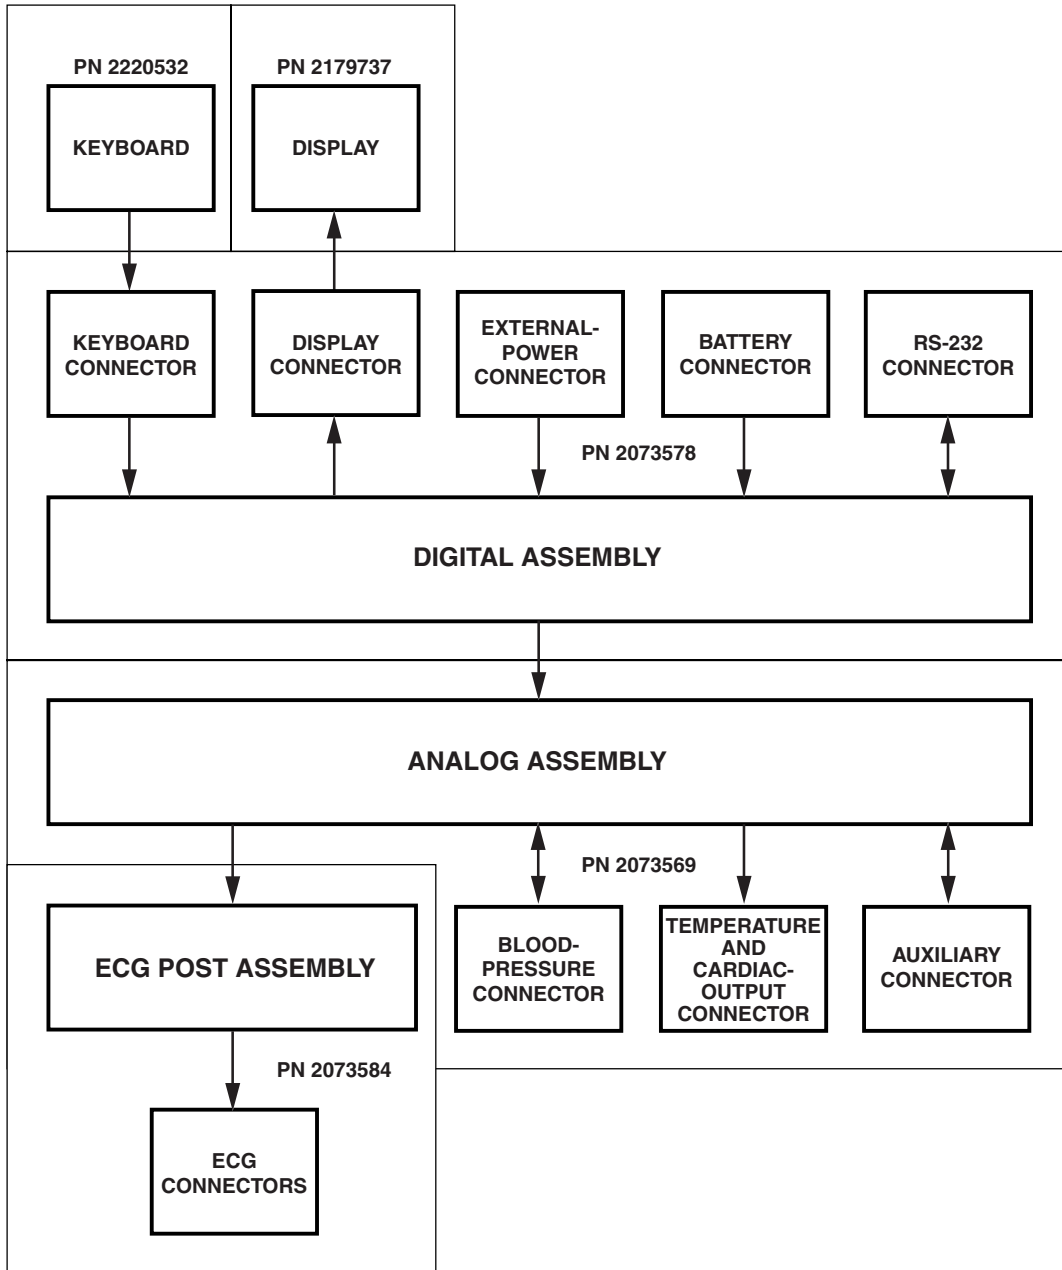 PN 2220532
PN 2179737
KEYBOARD
DISPLAY
KEYBOARD
CONNECTOR
DISPLAY
CONNECTOR
EXTERNAL-
POWER
CONNECTOR
BATTERY
CONNECTOR
RS-232
CONNECTOR
PN 2073578
DIGITAL ASSEMBLY
ANALOG ASSEMBLY
PN 2073569
ECG POST ASSEMBLY
BLOOD-
PRESSURE
CONNECTOR
TEMPERATURE
AND
CARDIAC-
OUTPUT
CONNECTOR
AUXILIARY
CONNECTOR
PN 2073584
ECG
CONNECTORS